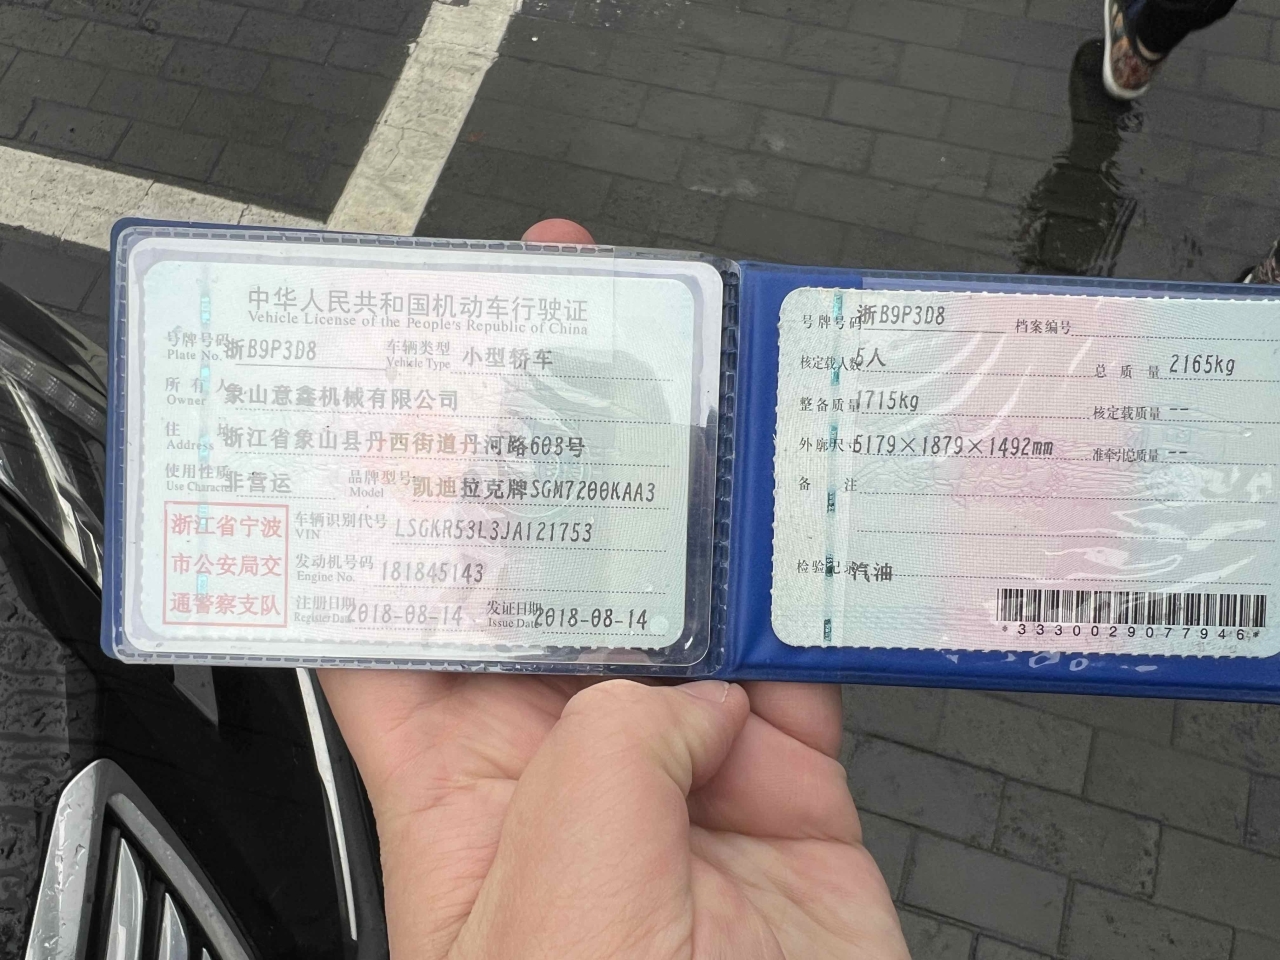 中华人民共和国机动车行驶证
Vehicle License of the People's Republic of China
号牌号码 浙B9P3D8 车辆类型 小型轿车
Plate No. Vehicle Type
所有人 象山意鑫机械有限公司
Owner
住址 浙江省象山县丹西街道丹河路603号
Address
使用性质 非营运 品牌型号 凯迪拉克牌SGM7200KAA3
Use Character Model
浙江省宁波
市公安局交
通警察支队
车辆识别代号 LSGKR53L3JA121753
VIN
发动机号码 181845143
Engine No.
注册日期 2018-08-14 发证日期 2018-08-14
Register Date Issue Date
号牌号码 浙B9P3D8 档案编号
核定载人数 5人 总质量 2165kg
整备质量 1715kg 核定载质量 --
外廓尺寸 5179×1879×1492mm 准牵引总质量 --
备注
检验记录 汽油
*3330029077946*